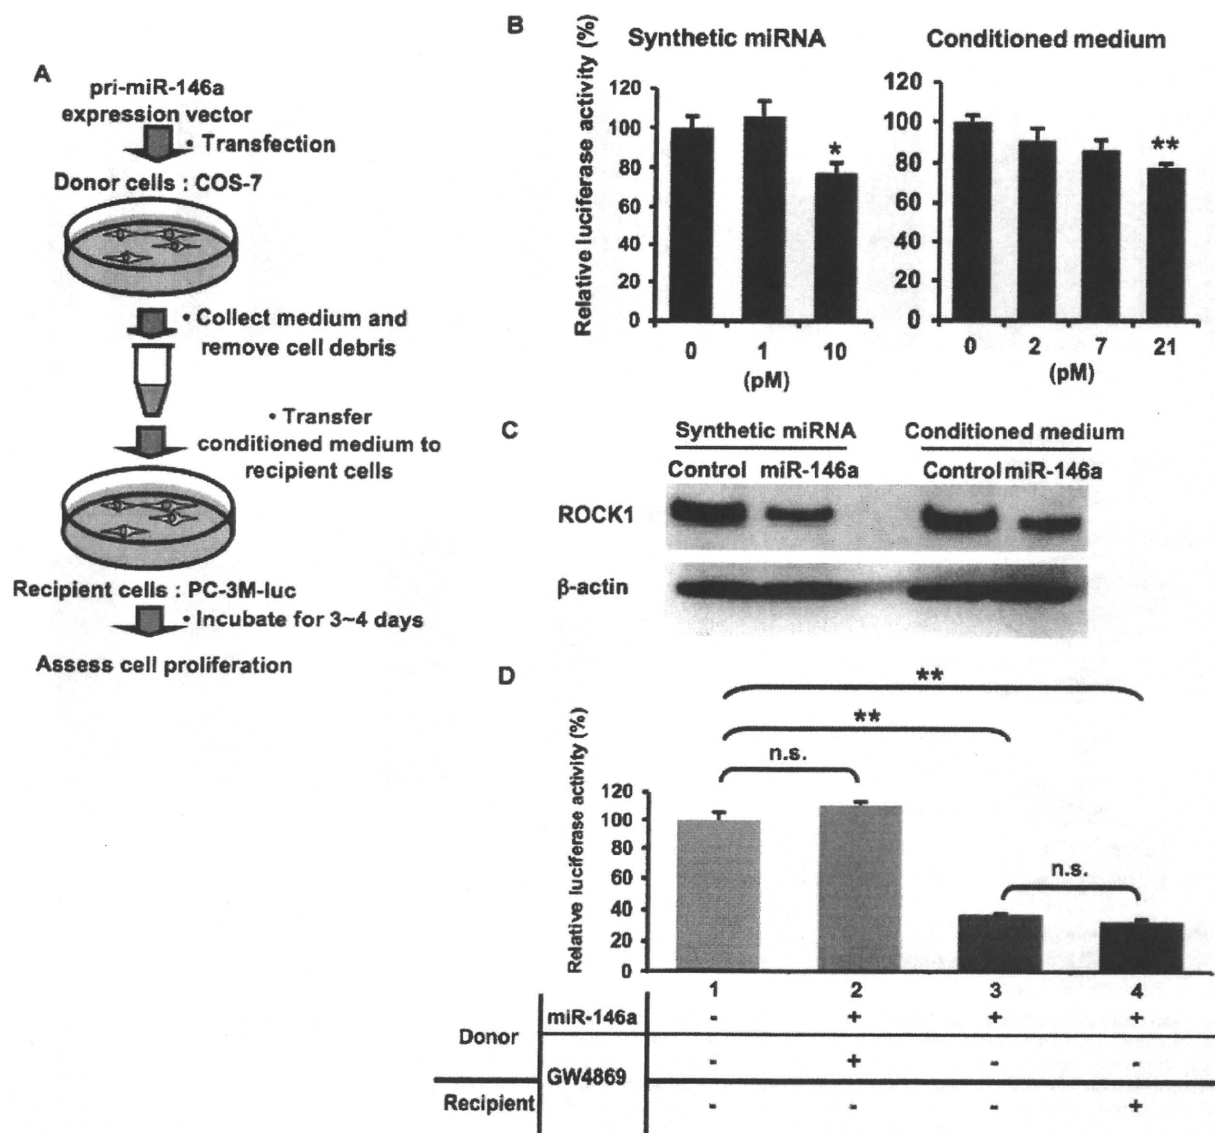 A
pri-miR-146a
expression vector
• Transfection
Donor cells : COS-7
• Collect medium and
remove cell debris
• Transfer
conditioned medium to
recipient cells
Recipient cells : PC-3M-luc
• Incubate for 3~4 days
Assess cell proliferation
B
Synthetic miRNA
Relative luciferase activity (%)
120
100
80
60
40
20
0
*
0 1 10
(pM)
Conditioned medium
120
100
80
60
40
20
0
**
0 2 7 21
(pM)
C
Synthetic miRNA Conditioned medium
Control miR-146a Control miR-146a
ROCK1
β-actin
D
**
**
n.s.
n.s.
Relative luciferase activity (%)
120
100
80
60
40
20
0
1 2 3 4
Donor miR-146a - + + +
GW4869 - + - -
Recipient - - - +